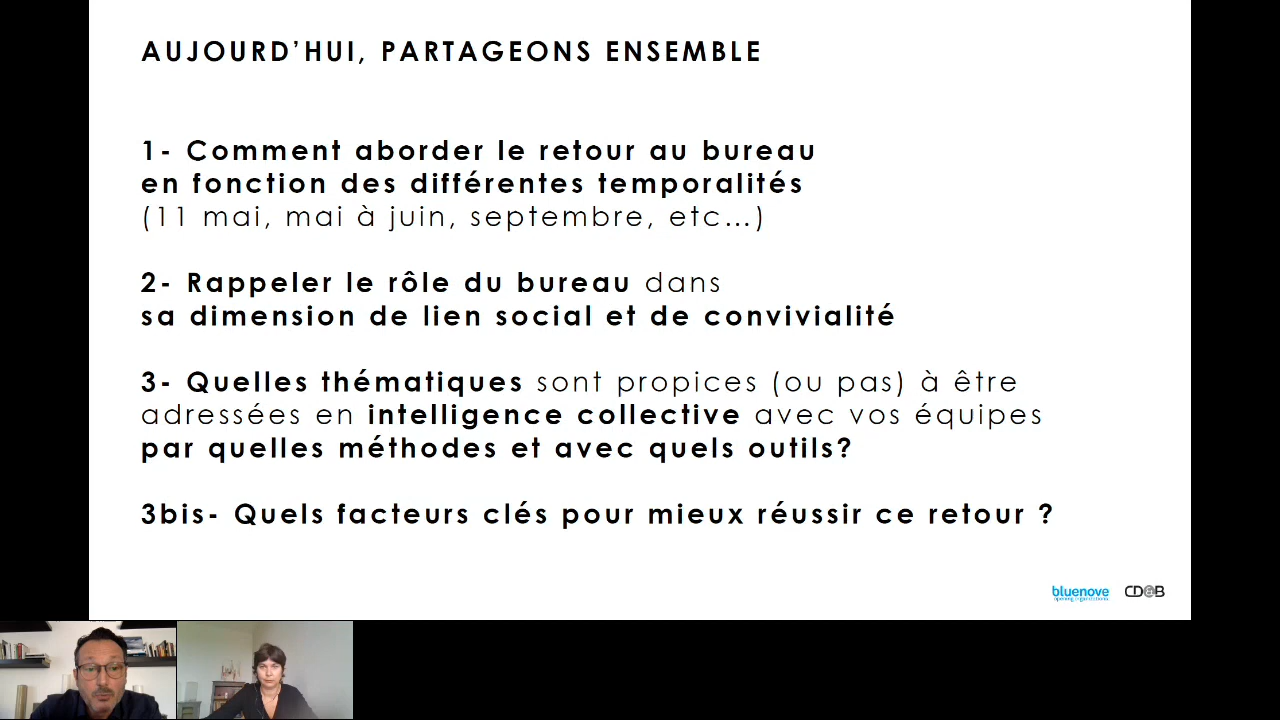 AUJOURD'HUI, PARTAGEONS ENSEMBLE
1- Comment aborder le retour au bureau
en fonction des différentes temporalités
(11 mai, mai à juin, septembre, etc...)
2- Rappeler le rôle du bureau dans
sa dimension de lien social et de convivialité
3- Quelles thématiques sont propices (ou pas) à être
adressées en intelligence collective avec vos équipes
par quelles méthodes et avec quels outils?
3bis- Quels facteurs clés pour mieux réussir ce retour ?
bluenove CD@B
opening organizations